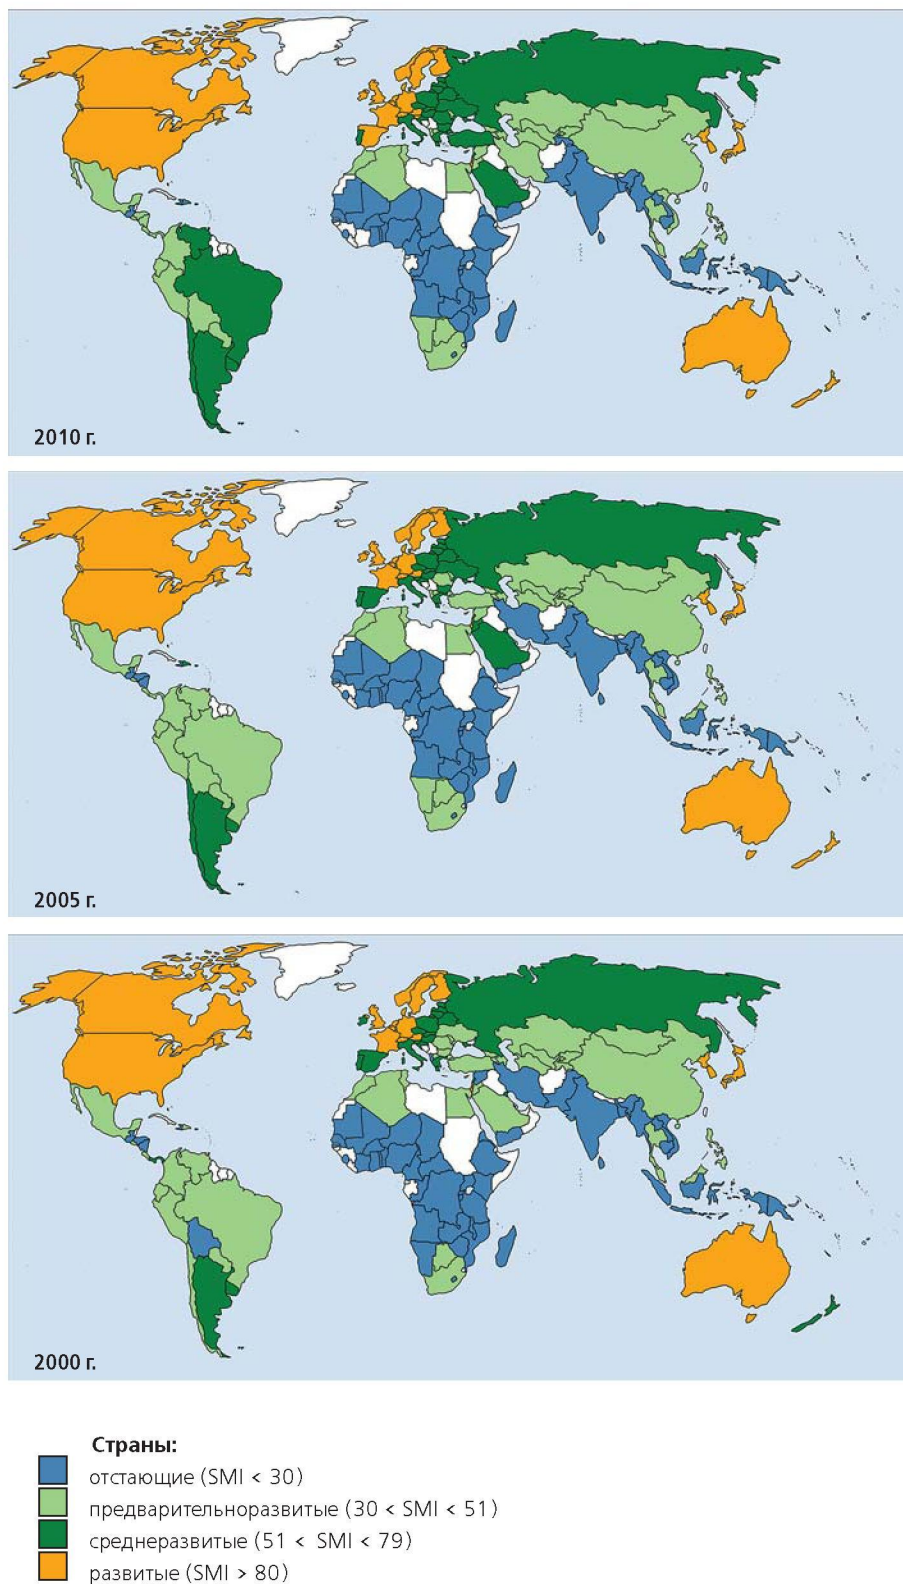 2010 г.
2005 г.
2000 г.
Страны:
отстающие (SMI < 30)
предварительноразвитые (30 < SMI < 51)
среднеразвитые (51 < SMI < 79)
развитые (SMI > 80)